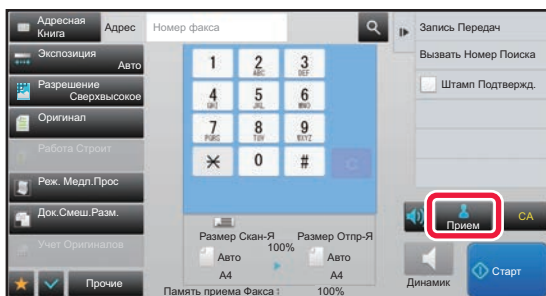 Адресная
Книга
Адрес
Номер факса
Экспозиция
Авто
Разрешение
Сверхвысокое
Оригинал
Работа Строит
Реж. Медл.Прос
Док.Смеш.Разм.
Учет Оригиналов
Прочие
1
2
ABC
3
DEF
4
GHI
5
JKL
6
MNO
7
PQRS
8
TUV
9
WXYZ
0
#
C
Размер Скан-Я
Размер Отпр-Я
100%
Авто
A4
Авто
A4
Память приема Факса :
100%
Запись Передач
Вызвать Номер Поиска
Штамп Подтвержд.
Прием
CA
Динамик
Старт